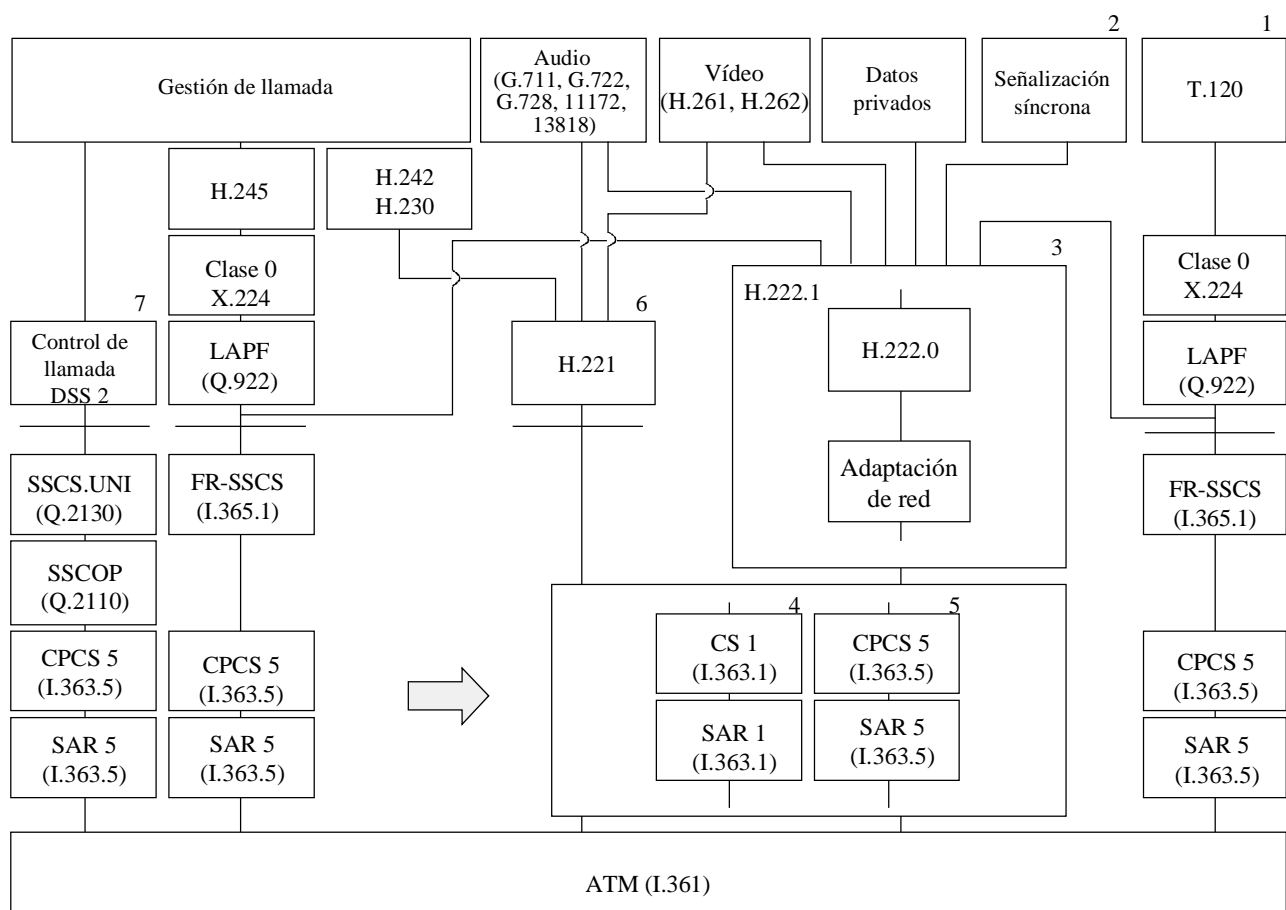 2
1
Gestión de llamada
Audio
(G.711, G.722,
G.728, 11172,
13818)
Vídeo
(H.261, H.262)
Datos
privados
Señalización
síncrona
T.120
H.245
H.242
H.230
Clase 0
X.224
3
Clase 0
X.224
7
H.222.1
6
Control de
llamada
DSS 2
LAPF
(Q.922)
H.221
H.222.0
LAPF
(Q.922)
SSCS.UNI
(Q.2130)
FR-SSCS
(I.365.1)
Adaptación
de red
FR-SSCS
(I.365.1)
SSCOP
(Q.2110)
4
5
CPCS 5
(I.363.5)
CPCS 5
(I.363.5)
CS 1
(I.363.1)
CPCS 5
(I.363.5)
CPCS 5
(I.363.5)
SAR 5
(I.363.5)
SAR 5
(I.363.5)
SAR 1
(I.363.1)
SAR 5
(I.363.5)
SAR 5
(I.363.5)
ATM (I.361)